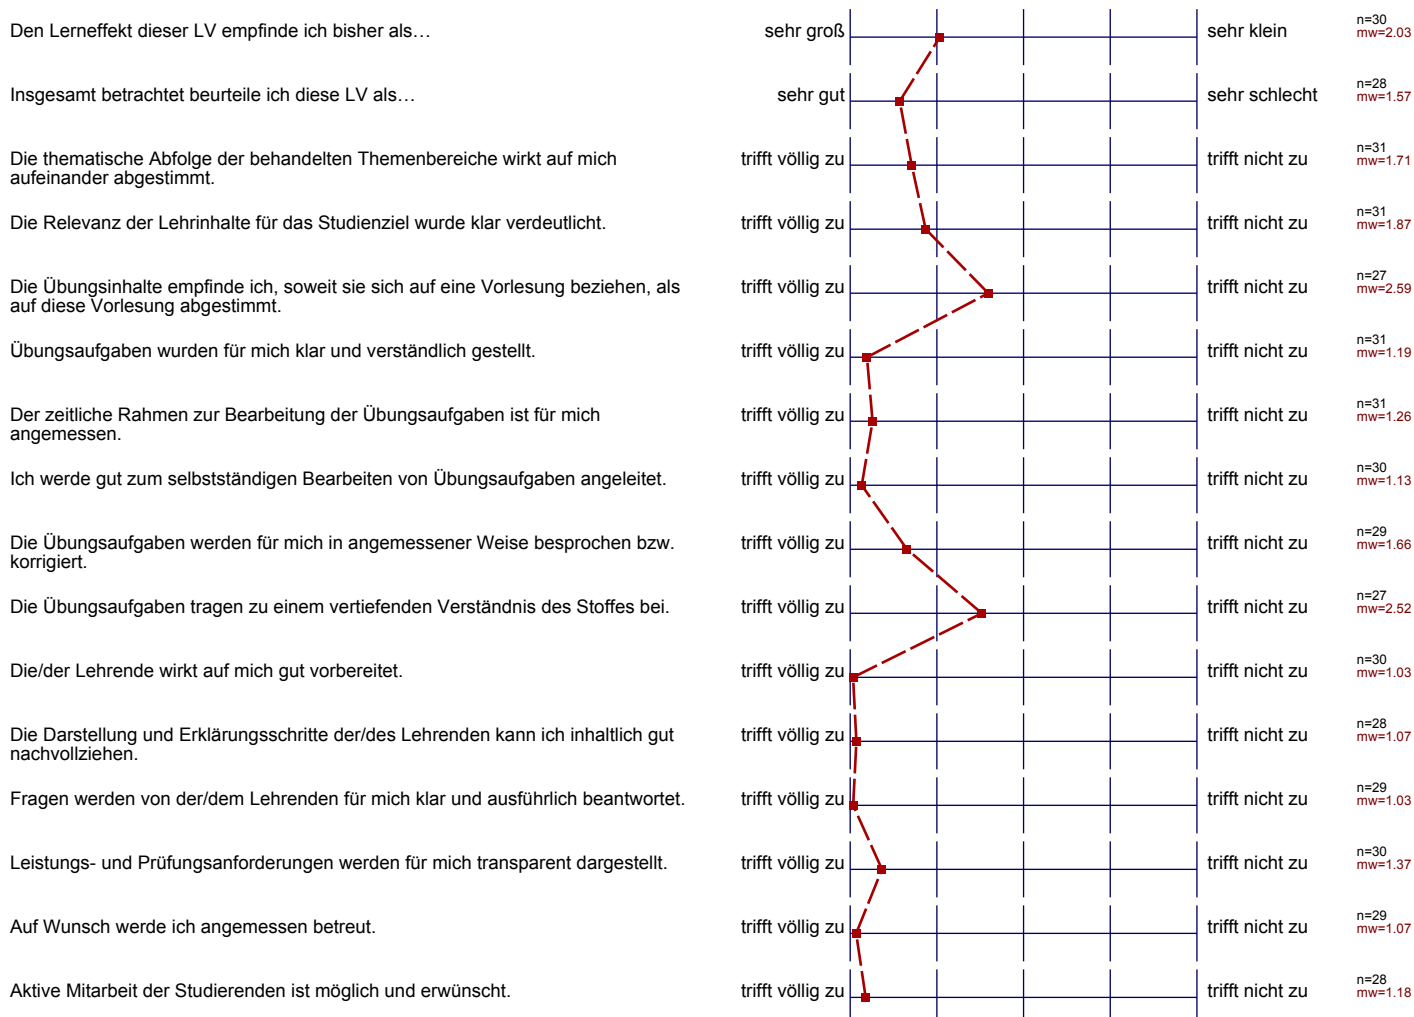 Den Lerneffekt dieser LV empfinde ich bisher als… sehr groß sehr klein n=30
mw=2.03
Insgesamt betrachtet beurteile ich diese LV als… sehr gut sehr schlecht n=28
mw=1.57
Die thematische Abfolge der behandelten Themenbereiche wirkt auf mich trifft völlig zu trifft nicht zu n=31
aufeinander abgestimmt. mw=1.71
Die Relevanz der Lehrinhalte für das Studienziel wurde klar verdeutlicht. trifft völlig zu trifft nicht zu n=31
mw=1.87
Die Übungsinhalte empfinde ich, soweit sie sich auf eine Vorlesung beziehen, als trifft völlig zu trifft nicht zu n=27
auf diese Vorlesung abgestimmt. mw=2.59
Übungsaufgaben wurden für mich klar und verständlich gestellt. trifft völlig zu trifft nicht zu n=31
mw=1.19
Der zeitliche Rahmen zur Bearbeitung der Übungsaufgaben ist für mich trifft völlig zu trifft nicht zu n=31
angemessen. mw=1.26
Ich werde gut zum selbstständigen Bearbeiten von Übungsaufgaben angeleitet. trifft völlig zu trifft nicht zu n=30
mw=1.13
Die Übungsaufgaben werden für mich in angemessener Weise besprochen bzw. trifft völlig zu trifft nicht zu n=29
korrigiert. mw=1.66
Die Übungsaufgaben tragen zu einem vertiefenden Verständnis des Stoffes bei. trifft völlig zu trifft nicht zu n=27
mw=2.52
Die/der Lehrende wirkt auf mich gut vorbereitet. trifft völlig zu trifft nicht zu n=30
mw=1.03
Die Darstellung und Erklärungsschritte der/des Lehrenden kann ich inhaltlich gut trifft völlig zu trifft nicht zu n=28
nachvollziehen. mw=1.07
Fragen werden von der/dem Lehrenden für mich klar und ausführlich beantwortet. trifft völlig zu trifft nicht zu n=29
mw=1.03
Leistungs- und Prüfungsanforderungen werden für mich transparent dargestellt. trifft völlig zu trifft nicht zu n=30
mw=1.37
Auf Wunsch werde ich angemessen betreut. trifft völlig zu trifft nicht zu n=29
mw=1.07
Aktive Mitarbeit der Studierenden ist möglich und erwünscht. trifft völlig zu trifft nicht zu n=28
mw=1.18